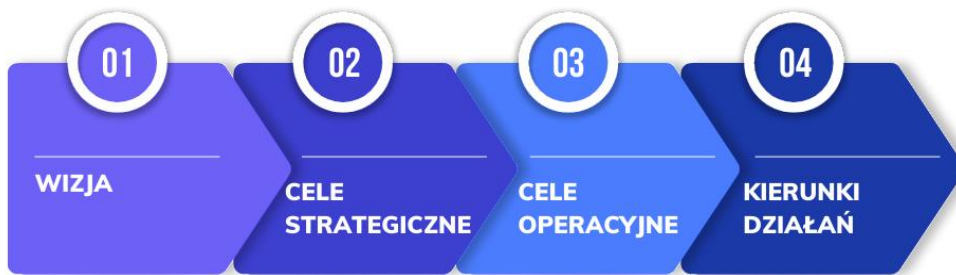 01
WIZJA
02
CELE
STRATEGICZNE
03
CELE
OPERACYJNE
04
KIERUNKI
DZIAŁAŃ